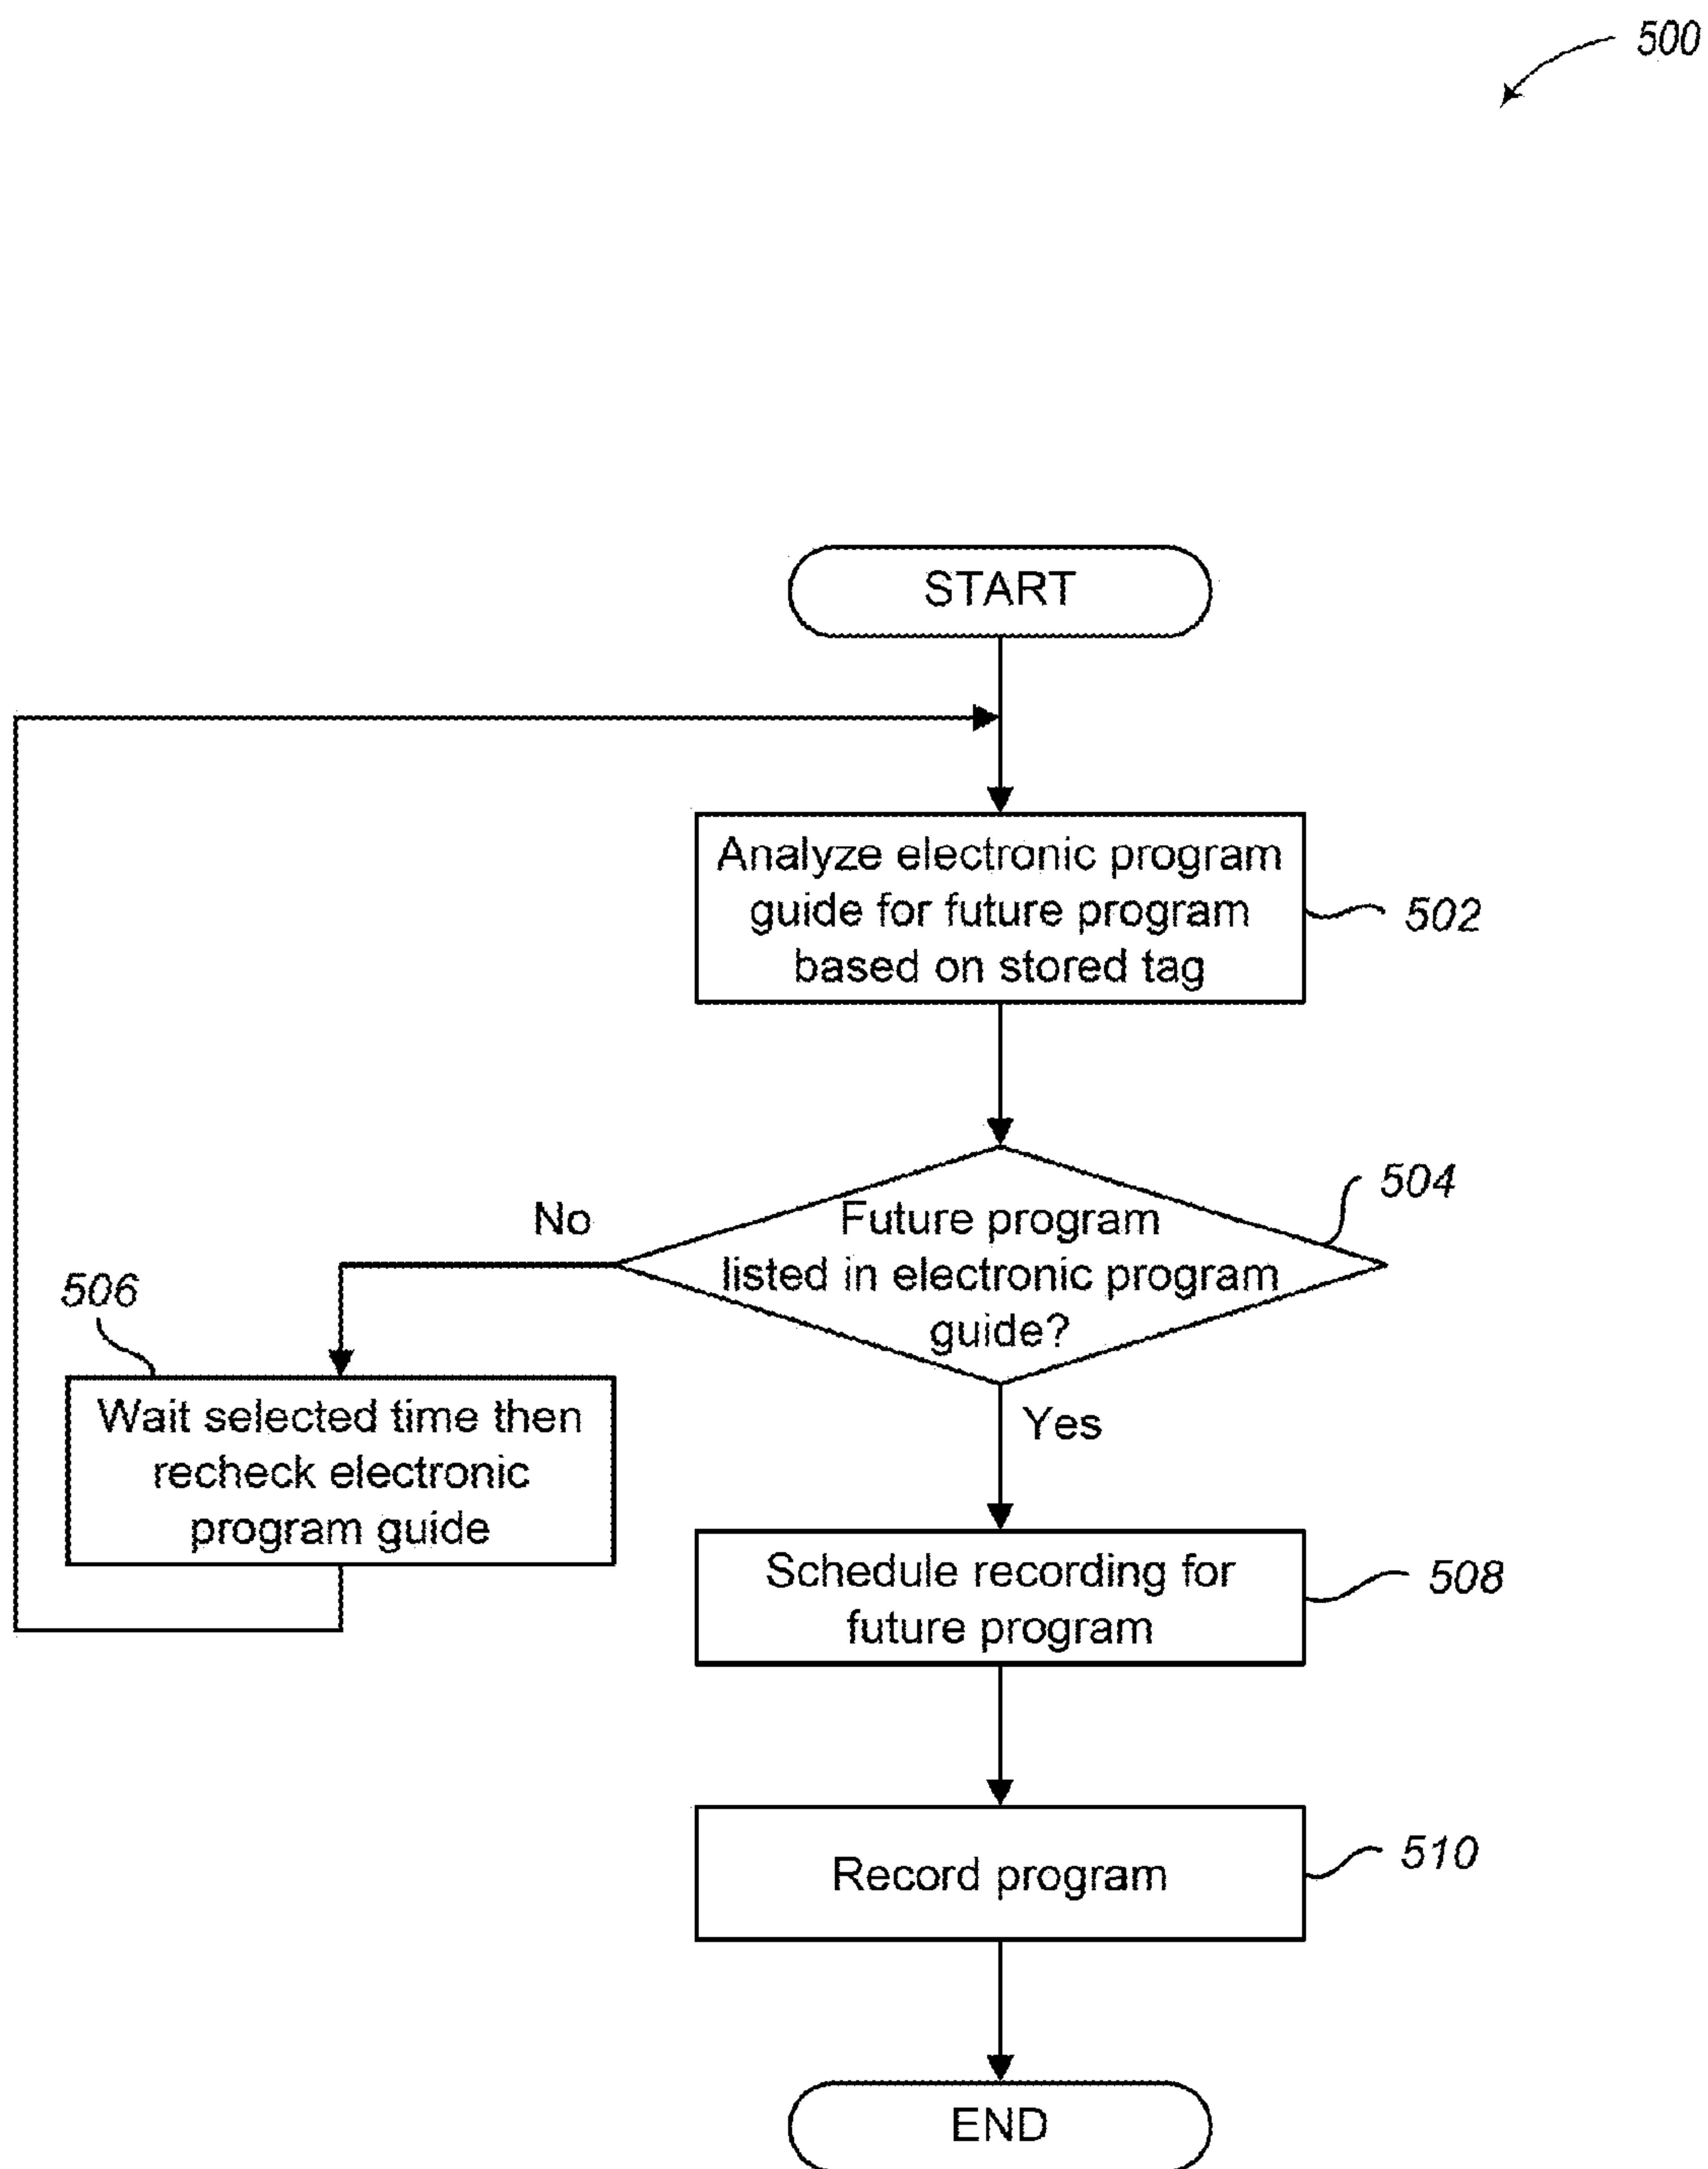 500
START
Analyze electronic program
guide for future program
based on stored tag
502
504
No
Future program
listed in electronic program
guide?
506
Yes
Wait selected time then
recheck electronic
program guide
Schedule recording for
future program
508
Record program
510
END